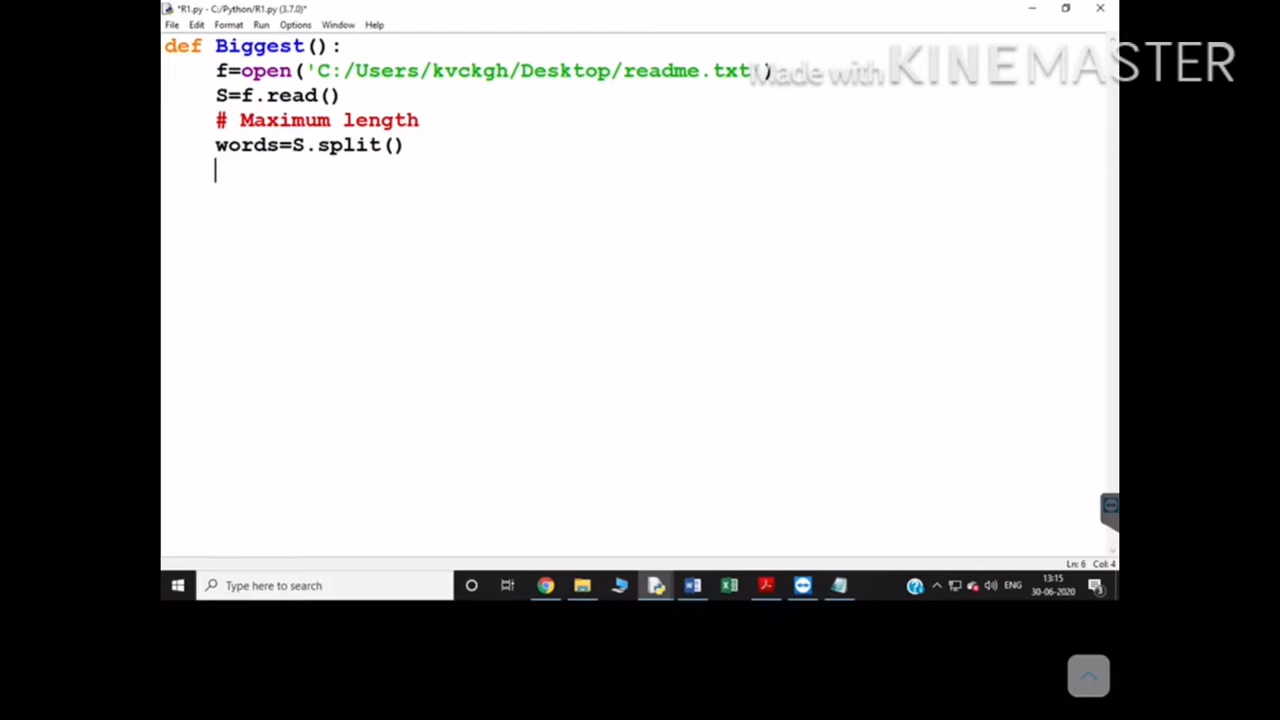 *R1.py - C:/Python/R1.py (3.7.0)*
File Edit Format Run Options Window Help
def Biggest():
f=open('C:/Users/kvckgh/Desktop/readme.txt')
Made with KINEMASTER
S=f.read()
# Maximum length
words=S.split()
Ln: 6 Col: 4
Type here to search
ENG
13:15
30-06-2020
3